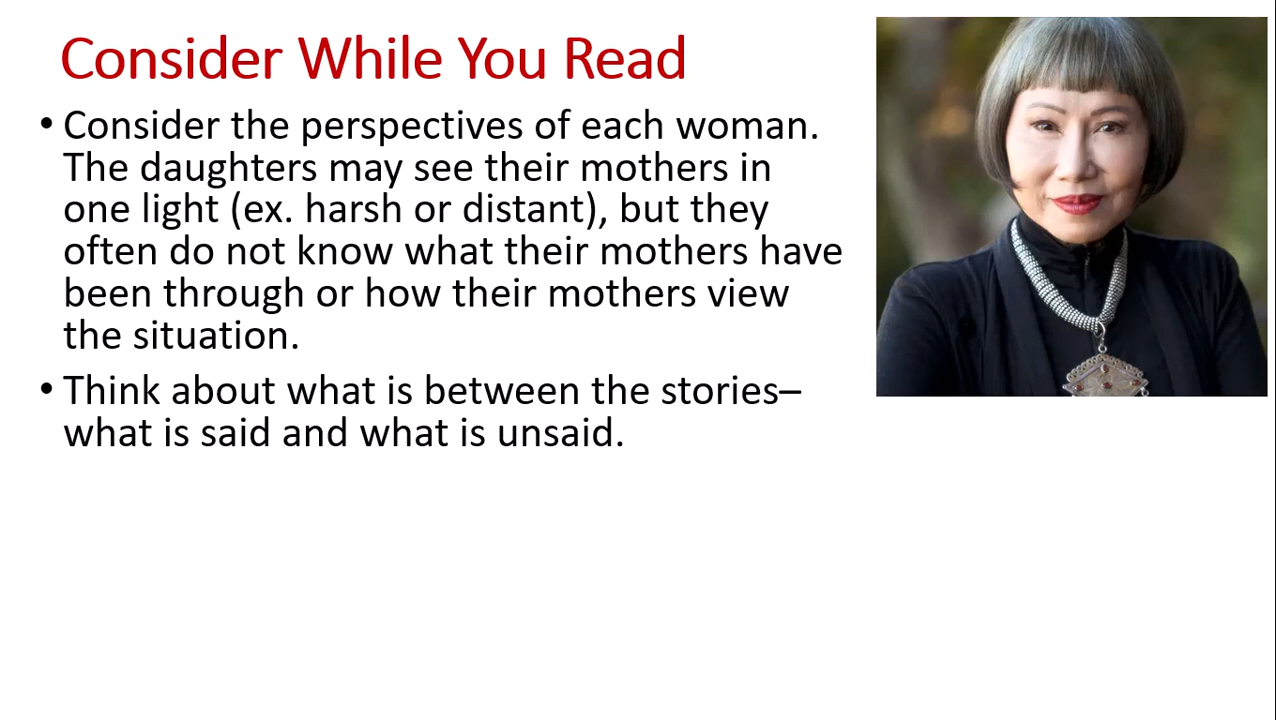 Consider While You Read
• Consider the perspectives of each woman.
The daughters may see their mothers in
one light (ex. harsh or distant), but they
often do not know what their mothers have
been through or how their mothers view
the situation.
• Think about what is between the stories–
what is said and what is unsaid.